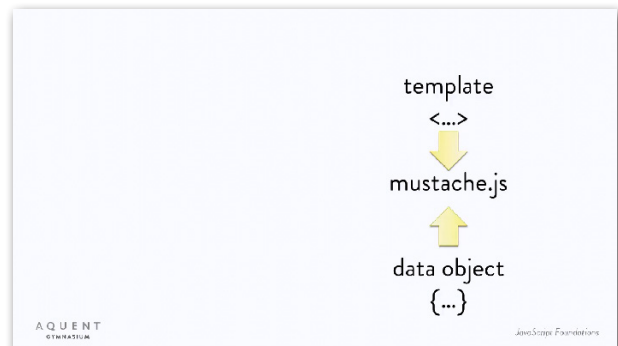 template
<...>
mustache.js
data object
{...}
AQUENT
GYMNASIUM
JavaScript Foundations